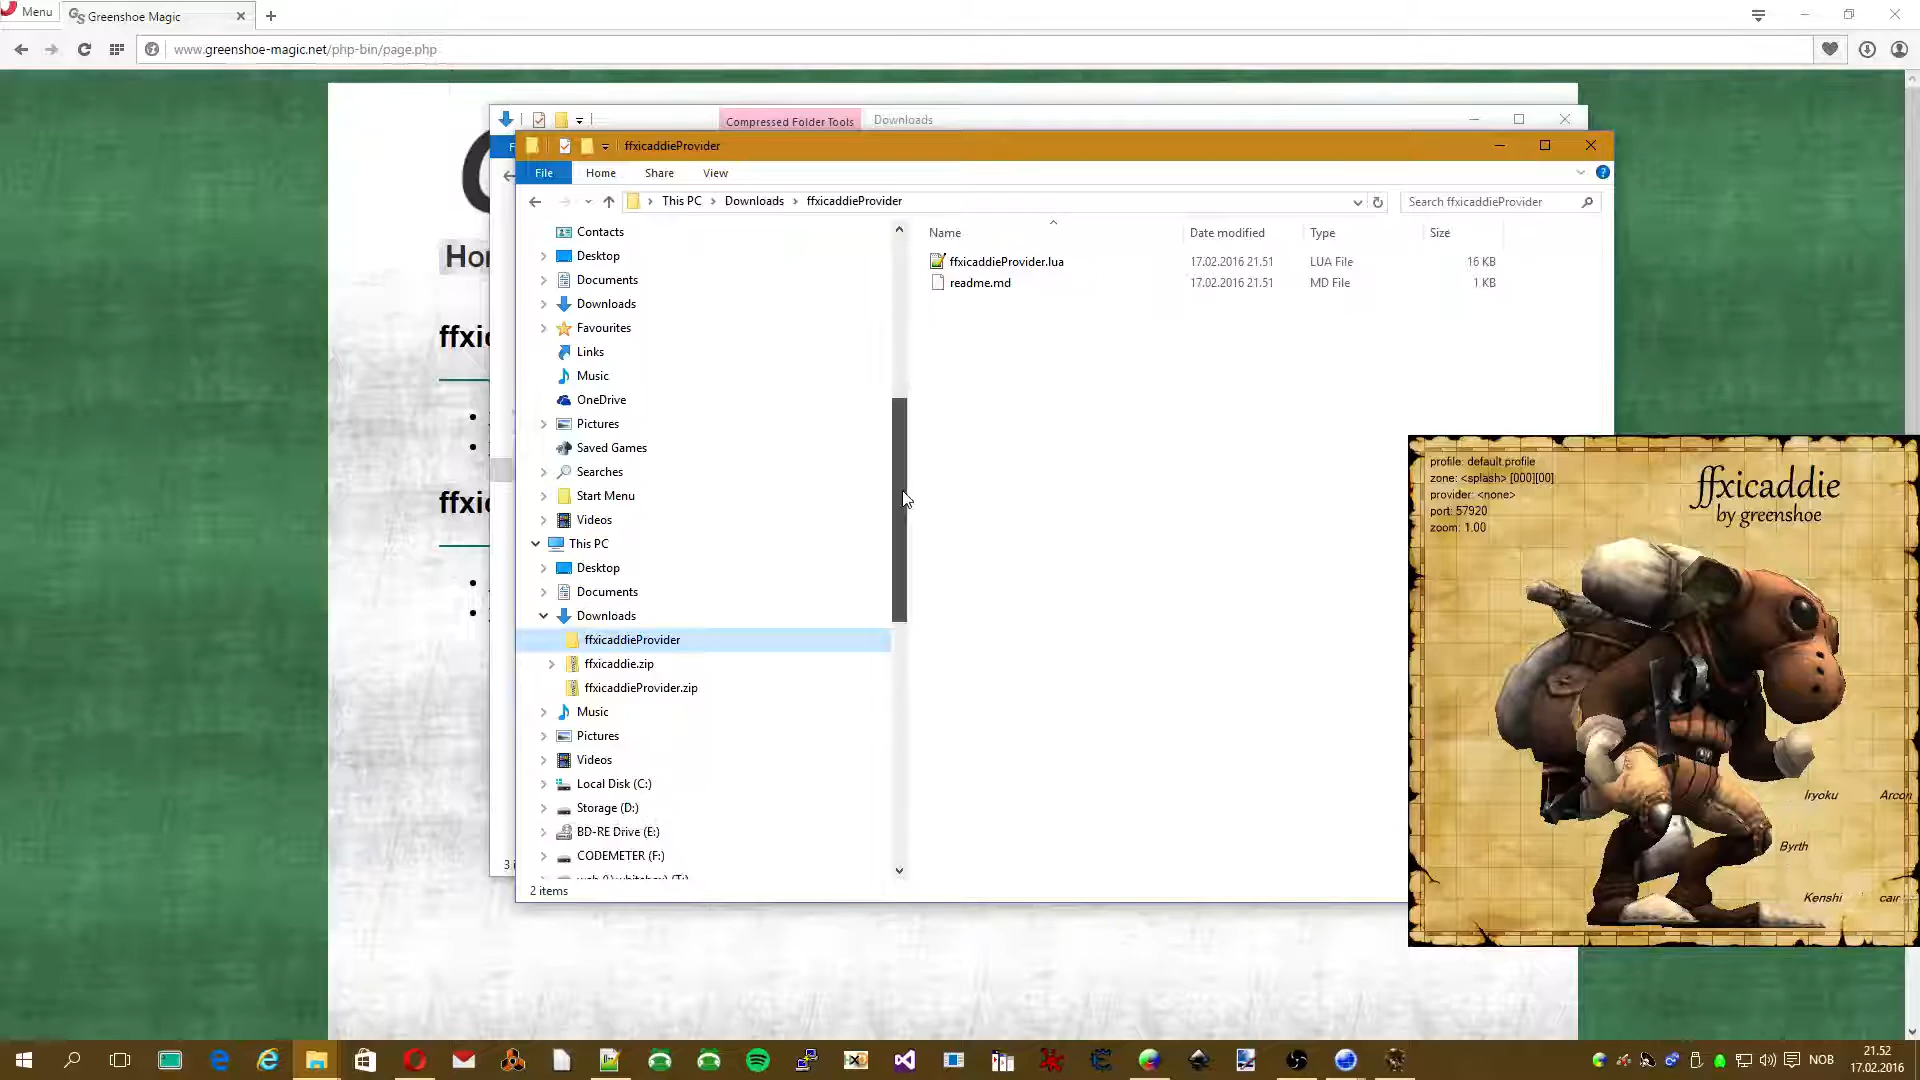 Menu
Greenshoe Magic
www.greenshoe-magic.net/php-bin/page.php
Compressed Folder Tools
Downloads
ffxicaddieProvider
File
Home
Share
View
This PC
Downloads
ffxicaddieProvider
Search ffxicaddieProvider
Name
Date modified
Type
Size
ffxicaddieProvider.lua
17.02.2016 21.51
LUA File
16 KB
readme.md
17.02.2016 21.51
MD File
1 KB
Contacts
Desktop
Documents
Downloads
Favourites
Links
Music
OneDrive
Pictures
Saved Games
Searches
Start Menu
Videos
This PC
Desktop
Documents
Downloads
ffxicaddieProvider
ffxicaddie.zip
ffxicaddieProvider.zip
Music
Pictures
Videos
Local Disk (C:)
Storage (D:)
BD-RE Drive (E:)
CODEMETER (F:)
2 items
3 i
Ho
ffxi
ffxi
profile: default profile
zone: <splash> [000][00]
provider: <none>
port: 57920
zoom: 1.00
ffxicaddie
by greenshoe
Iryoku
Arcon
Byrth
Kenshi
cair
NOB
21.52
17.02.2016